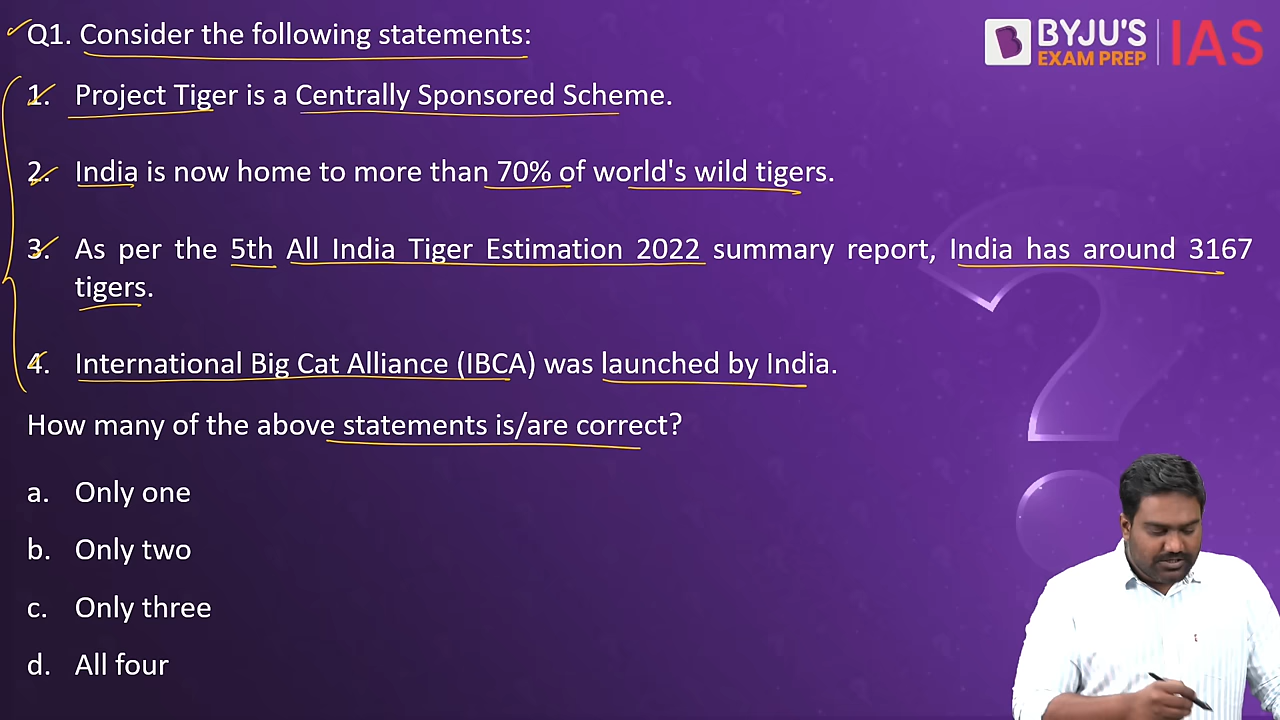 Q1. Consider the following statements:
BYJU'S
EXAM PREP
IAS
1. Project Tiger is a Centrally Sponsored Scheme.
2. India is now home to more than 70% of world's wild tigers.
3. As per the 5th All India Tiger Estimation 2022 summary report, India has around 3167
tigers.
4. International Big Cat Alliance (IBCA) was launched by India.
How many of the above statements is/are correct?
a. Only one
b. Only two
c. Only three
d. All four